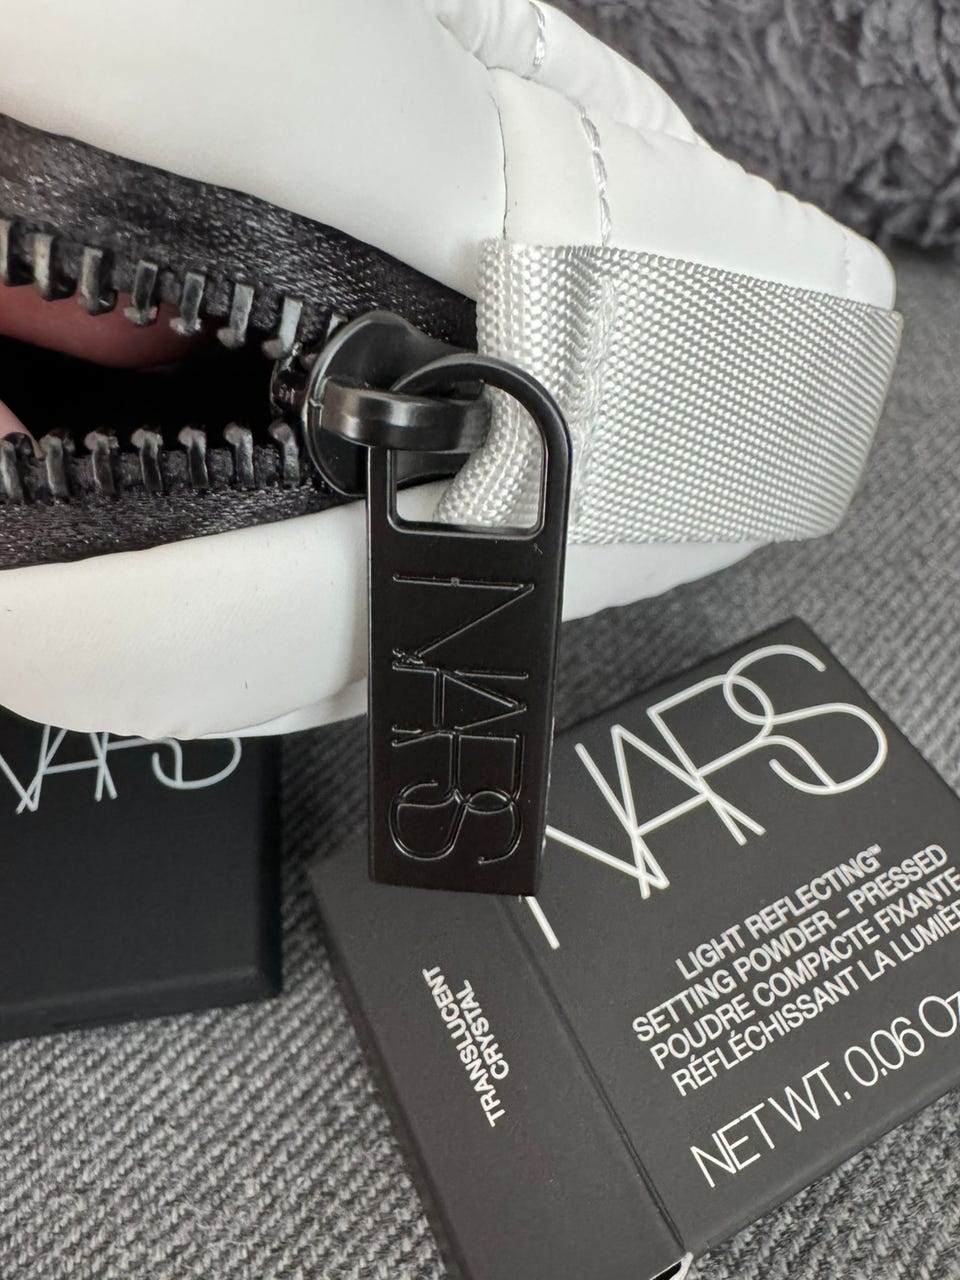 NARS
NARS
NARS
LIGHT REFLECTING™
SETTING POWDER – PRESSED
POUDRE COMPACTE FIXANTE
RÉFLÉCHISSANT LA LUMIÈRE
NET WT. 0.06 Oz
TRANSLUCENT
CRYSTAL